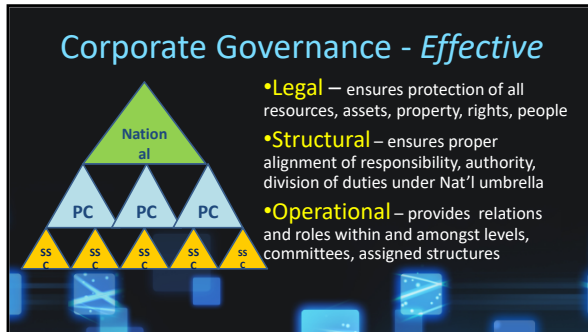 Corporate Governance - Effective
•Legal – ensures protection of all
resources, assets, property, rights, people
•Structural – ensures proper
alignment of responsibility, authority,
division of duties under Nat'l umbrella
•Operational – provides relations
and roles within and amongst levels,
committees, assigned structures
Nation
al
PC PC PC
SS SS SS SS SS
C C C C C